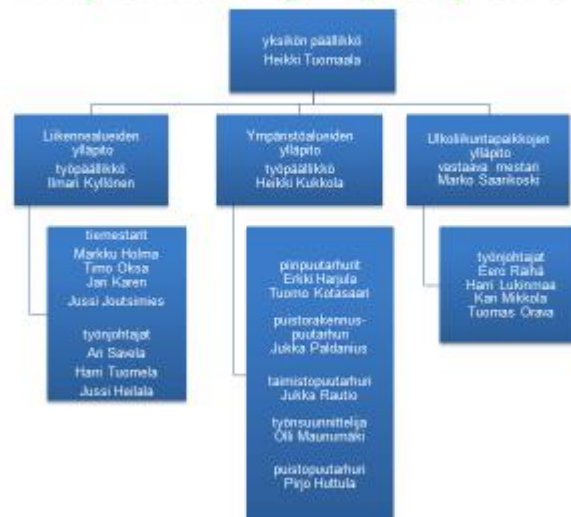 yksikön päällikkö
Heikki Tuomaala
Liikennealueiden
ylläpito
työpäällikkö
Ilmari Kyllönen
Ympäristöalueiden
ylläpito
työpäällikkö
Heikki Kukkola
Ulkoliikuntapaikkojen
ylläpito
vastaava mestari
Marko Saarikoski
tiemestarit
Markku Holma
Timo Oksa
Jari Karen
Jussi Joutsimies
työnjohtajat
Ari Savela
Harri Tuomela
Jussi Heilala
piiripuutarhurit
Erkki Harjula
Tuomo Kotasaari
puistorakennus-
puutarhuri
Jukka Paldanius
taimistopuutarhuri
Jukka Rautio
työnsuunnittelija
Olli Maunumäki
puistopuutarhuri
Pirjo Huttula
työnjohtajat
Eero Räihä
Harri Lukinmaa
Kari Mikkola
Tuomas Orava